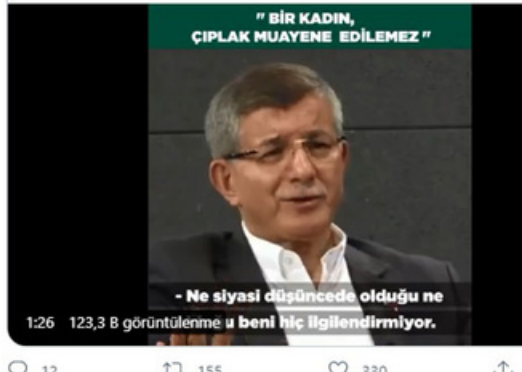 " BİR KADIN,
ÇIPLAK MUAYENE EDİLEMEZ "
- Ne siyasi düşüncede olduğu ne
1:26 123,3 B görüntülenme u beni hiç ilgilendirmiyor.
12 155 330